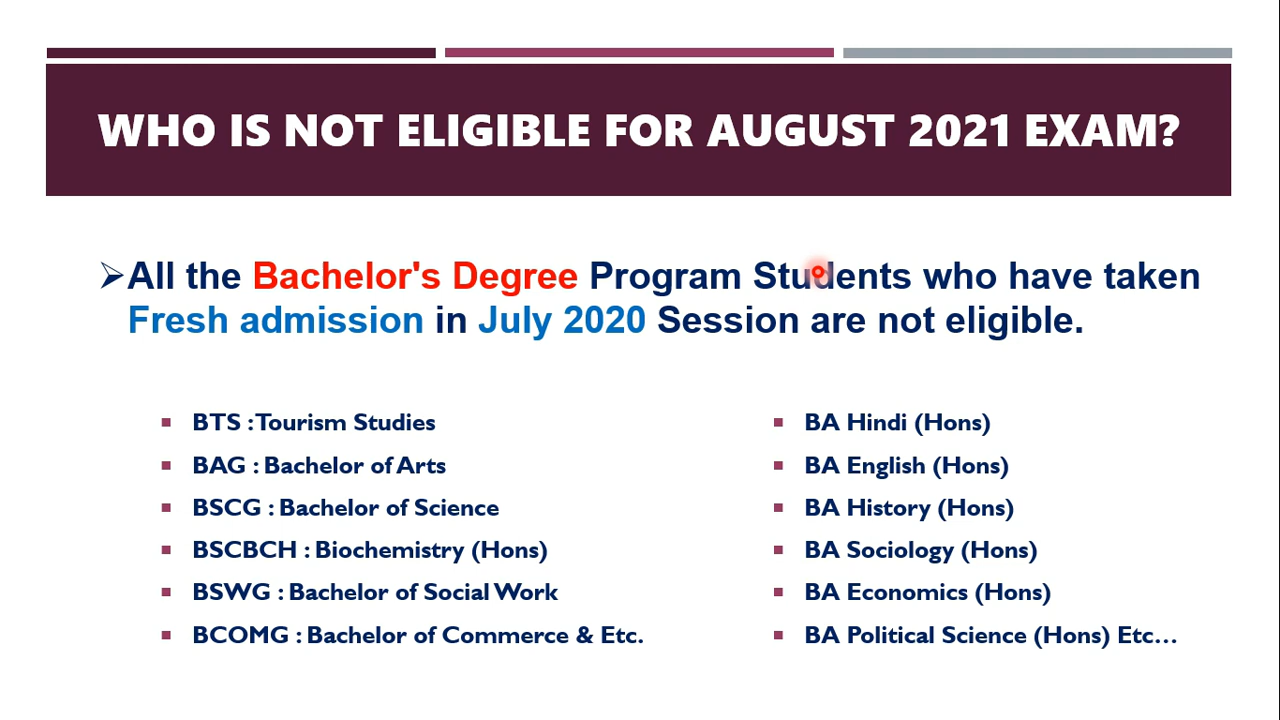 WHO IS NOT ELIGIBLE FOR AUGUST 2021 EXAM?
➢All the Bachelor's Degree Program Students who have taken
Fresh admission in July 2020 Session are not eligible.
▪ BTS : Tourism Studies
▪ BAG : Bachelor of Arts
▪ BSCG : Bachelor of Science
▪ BSCBCH : Biochemistry (Hons)
▪ BSWG : Bachelor of Social Work
▪ BCOMG : Bachelor of Commerce & Etc.
▪ BA Hindi (Hons)
▪ BA English (Hons)
▪ BA History (Hons)
▪ BA Sociology (Hons)
▪ BA Economics (Hons)
▪ BA Political Science (Hons) Etc…